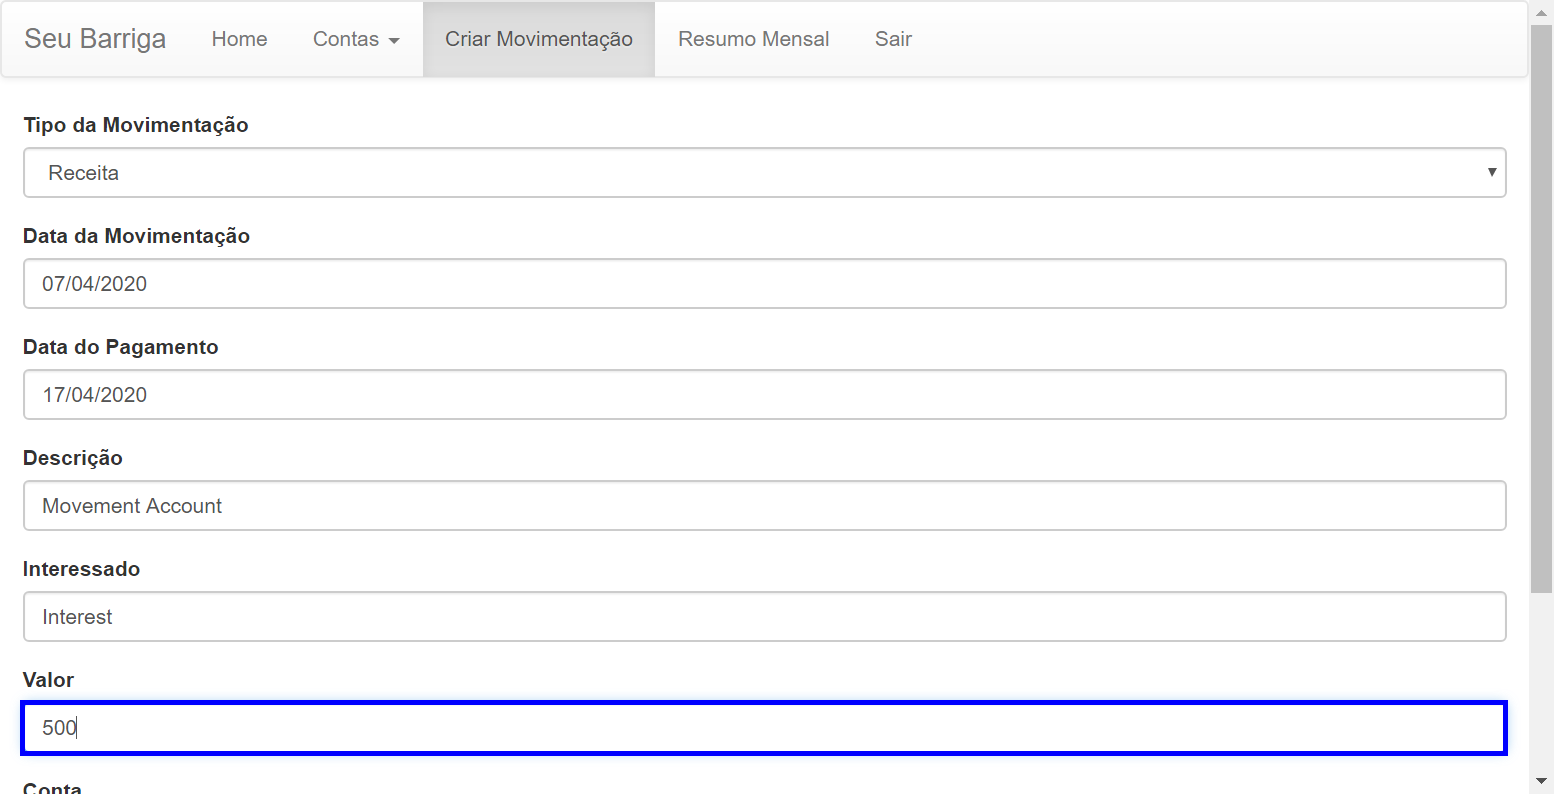 Seu Barriga Home Contas Criar Movimentação Resumo Mensal Sair
Tipo da Movimentação
Receita
Data da Movimentação
07/04/2020
Data do Pagamento
17/04/2020
Descrição
Movement Account
Interessado
Interest
Valor
500
Conta